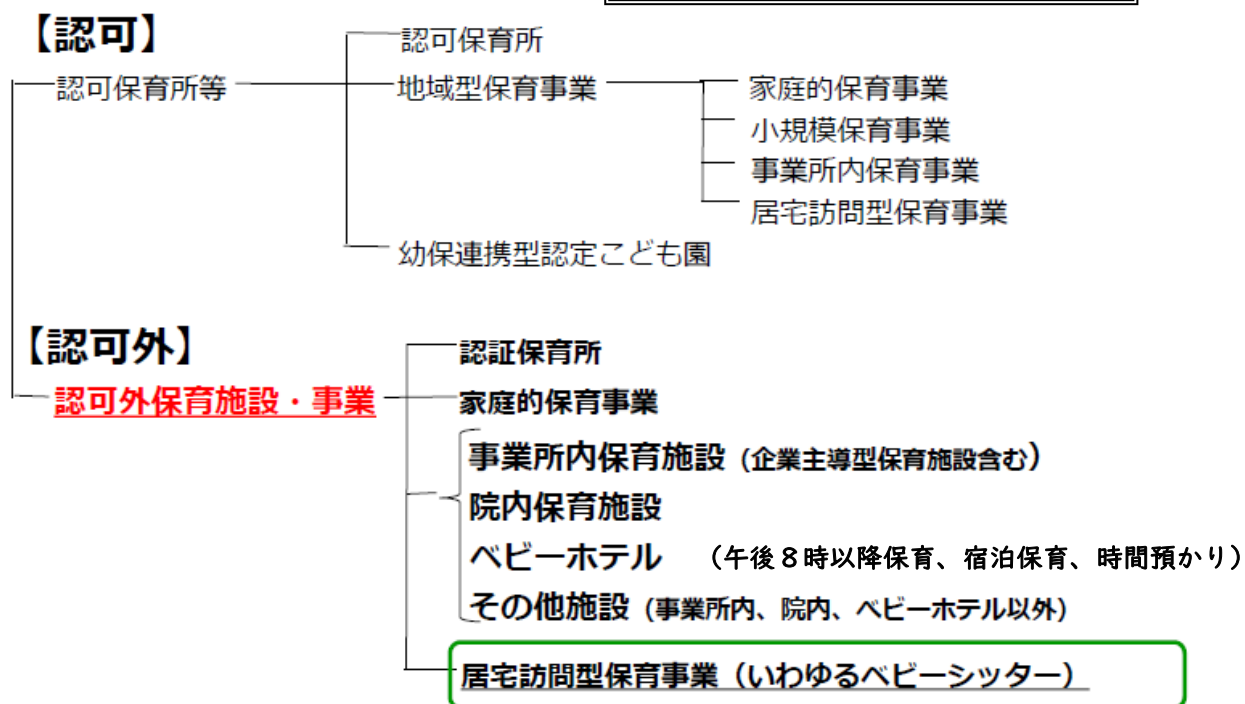 【認可】
認可保育所等
認可保育所
地域型保育事業
家庭的保育事業
小規模保育事業
事業所内保育事業
居宅訪問型保育事業
幼保連携型認定こども園
【認可外】
認可外保育施設・事業
認証保育所
家庭的保育事業
事業所内保育施設（企業主導型保育施設含む）
院内保育施設
ベビーホテル　（午後８時以降保育、宿泊保育、時間預かり）
その他施設（事業所内、院内、ベビーホテル以外）
居宅訪問型保育事業（いわゆるベビーシッター）